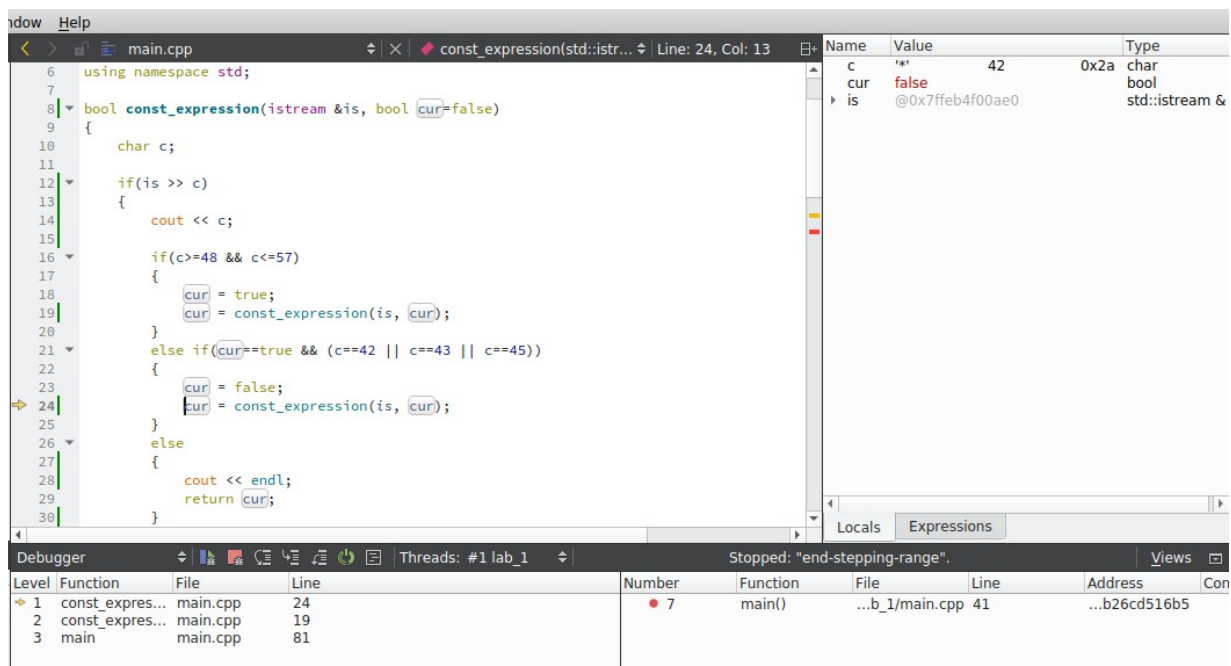 ndow Help
main.cpp const_expression(std::istr... Line: 24, Col: 13
Name Value Type
c '*' 42 0x2a char
cur false bool
is @0x7ffeb4f00ae0 std::istream &
6 using namespace std;
7
8 bool const_expression(istream &is, bool cur=false)
9 {
10 char c;
11
12 if(is >> c)
13 {
14 cout << c;
15
16 if(c>=48 && c<=57)
17 {
18 cur = true;
19 cur = const_expression(is, cur);
20 }
21 else if(cur==true && (c==42 || c==43 || c==45))
22 {
23 cur = false;
24 cur = const_expression(is, cur);
25 }
26 else
27 {
28 cout << endl;
29 return cur;
30 }
Locals Expressions
Debugger Threads: #1 lab_1 Stopped: "end-stepping-range". Views
Level Function File Line
1 const_expres... main.cpp 24
2 const_expres... main.cpp 19
3 main main.cpp 81
Number Function File Line Address Con
7 main() ...b_1/main.cpp 41 ...b26cd516b5